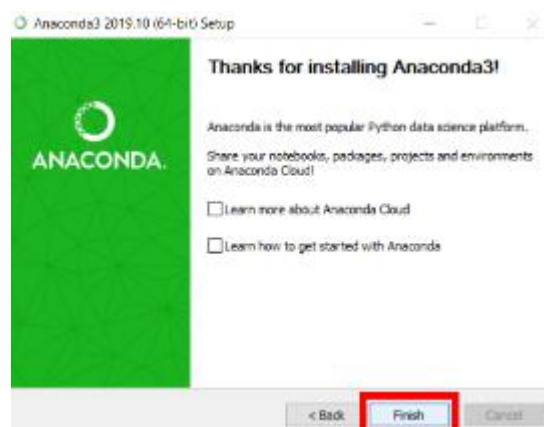 Anaconda3 2019.10 (64-bit) Setup
Thanks for installing Anaconda3!
ANACONDA.
Anaconda is the most popular Python data science platform.
Share your notebooks, packages, projects and environments
on Anaconda Cloud!
Learn more about Anaconda Cloud
Learn how to get started with Anaconda
< Back
Finish
Cancel